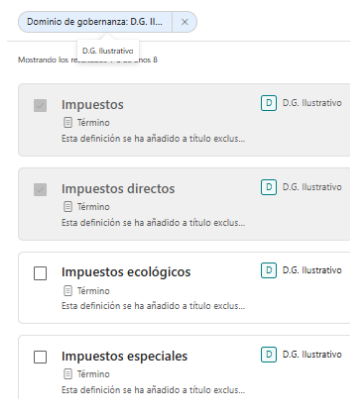 Dominio de gobernanza: D.G. Il... ×
D.G. Ilustrativo
Mostrando los unos 8
Impuestos D D.G. Ilustrativo
Término
Esta definición se ha añadido a título exclus...
Impuestos directos D D.G. Ilustrativo
Término
Esta definición se ha añadido a título exclus...
Impuestos ecológicos D D.G. Ilustrativo
Término
Esta definición se ha añadido a título exclus...
Impuestos especiales D D.G. Ilustrativo
Término
Esta definición se ha añadido a título exclus...